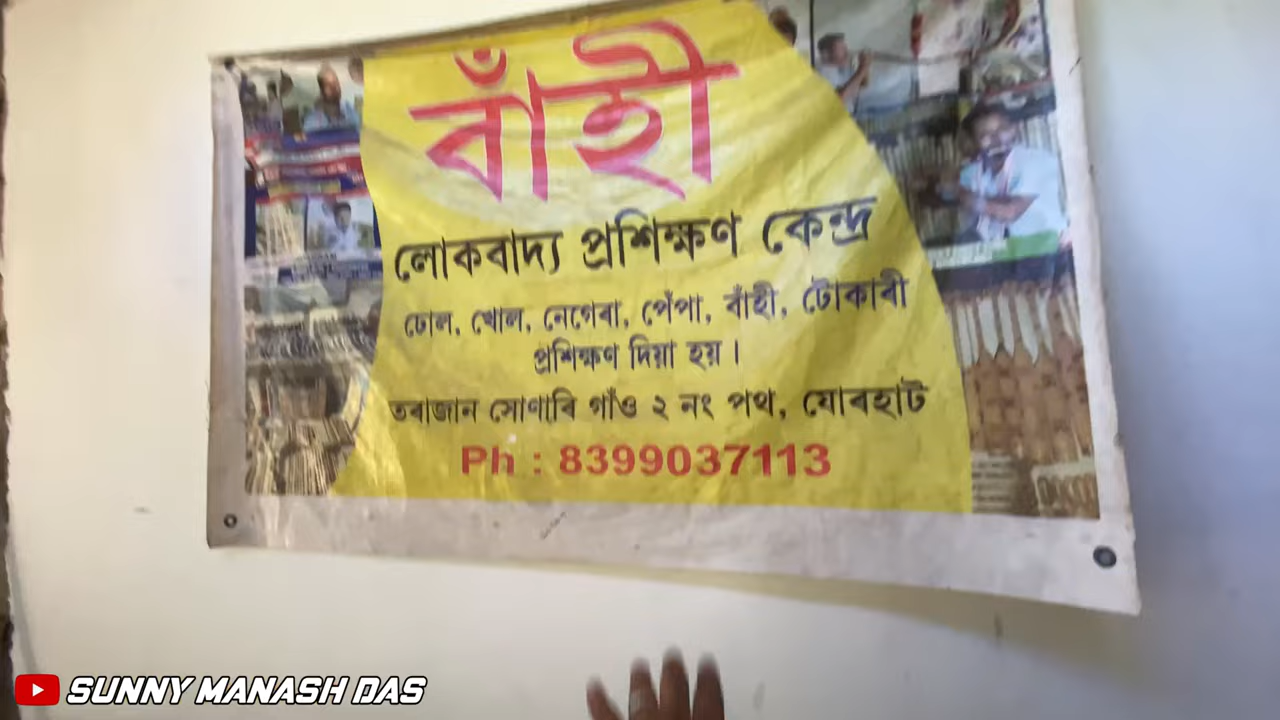 বাঁহী
লোকবাদ্য প্ৰশিক্ষণ কেন্দ্ৰ
ঢোল, খোল, নেগেৰা, পেঁপা, বাঁহী, টোকাৰী
প্ৰশিক্ষণ দিয়া হয়।
তৰাজান সোণাৰি গাঁও ২ নং পথ, যোৰহাট
Ph : 8399037113
SUNNY MANASH DAS